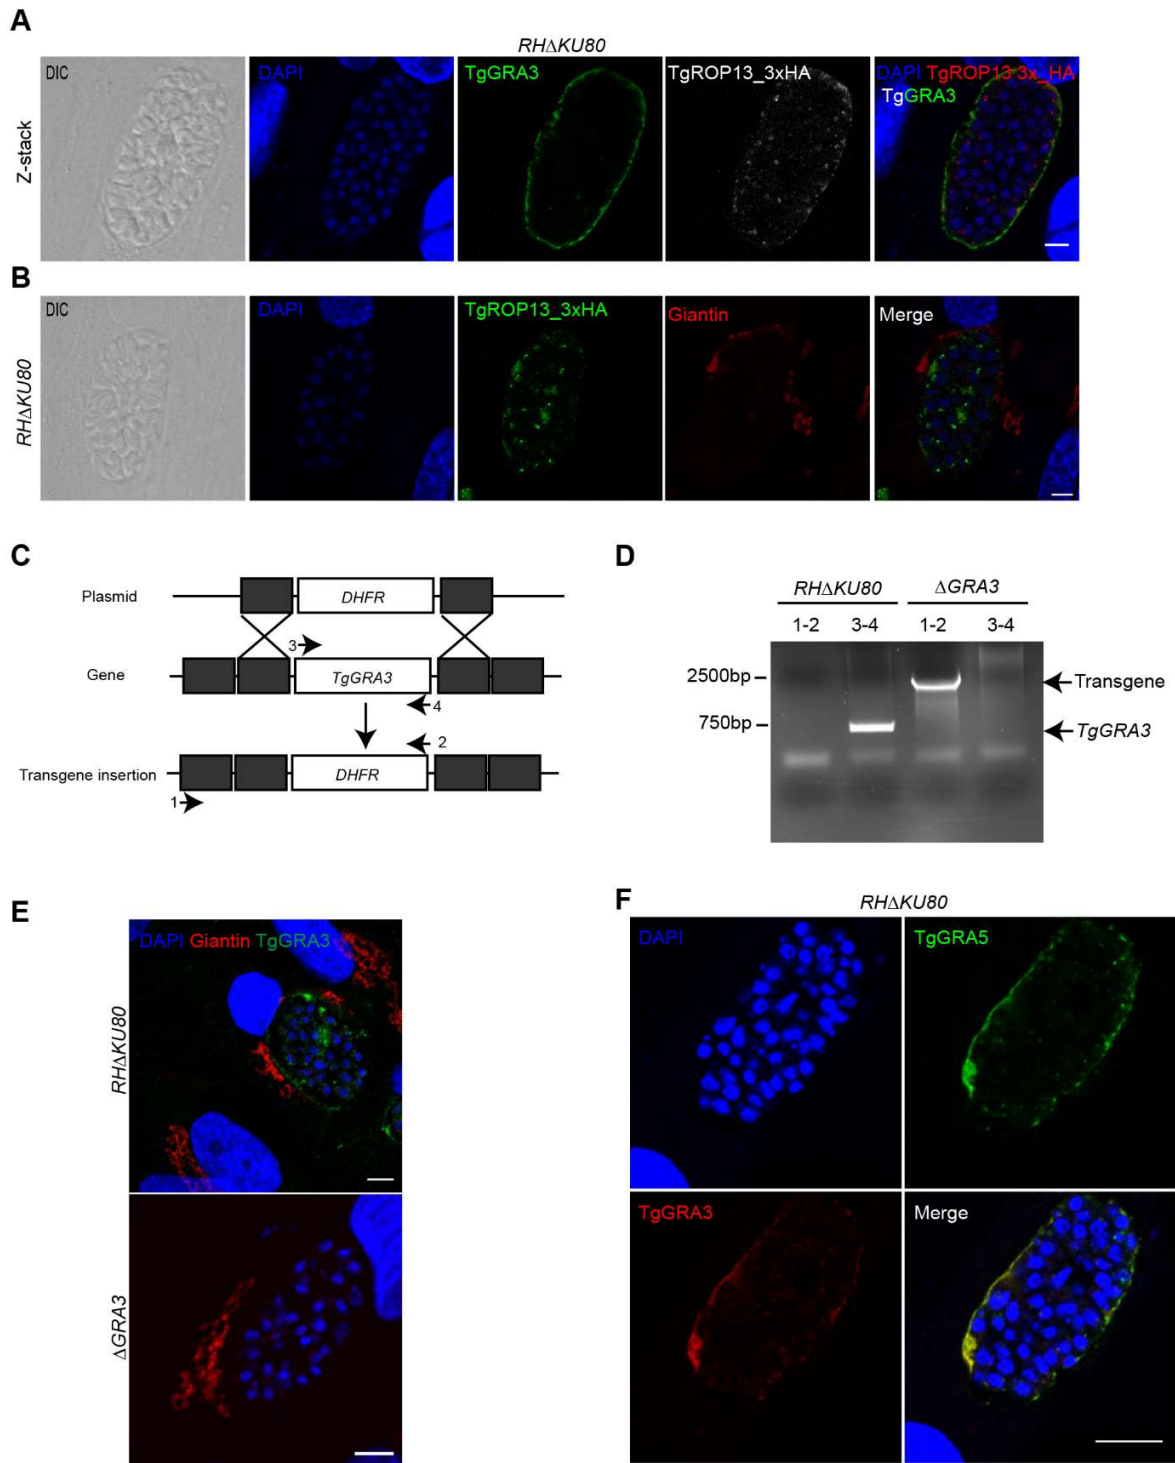 A
RHΔKU80
Z-stack
DIC
DAPI
TgGRA3
TgROP13_3xHA
DAPI TgROP13 3x_HA
TgGRA3
B
RHΔKU80
DIC
DAPI
TgROP13_3xHA
Giantin
Merge
C
Plasmid
DHFR
3
Gene
TgGRA3
4
2
Transgene insertion
DHFR
1
D
RHΔKU80
ΔGRA3
1-2
3-4
1-2
3-4
2500bp
Transgene
750bp
TgGRA3
E
DAPI Giantin TgGRA3
RHΔKU80
ΔGRA3
F
RHΔKU80
DAPI
TgGRA5
TgGRA3
Merge